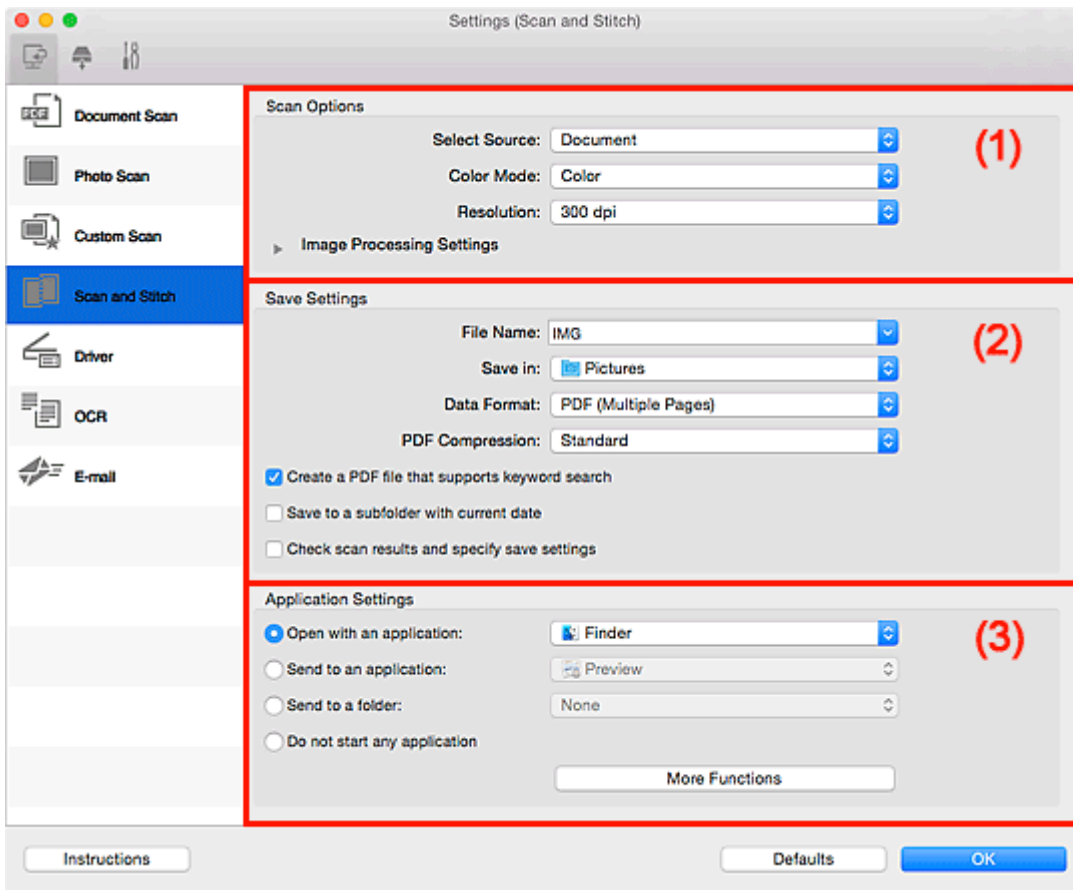 Settings (Scan and Stitch)
Document Scan
Photo Scan
Custom Scan
Scan and Stitch
Driver
OCR
E-mail
Scan Options
(1)
Select Source: Document
Color Mode: Color
Resolution: 300 dpi
Image Processing Settings
Save Settings
(2)
File Name: IMG
Save in: Pictures
Data Format: PDF (Multiple Pages)
PDF Compression: Standard
Create a PDF file that supports keyword search
Save to a subfolder with current date
Check scan results and specify save settings
Application Settings
(3)
Open with an application: Finder
Send to an application: Preview
Send to a folder: None
Do not start any application
More Functions
Instructions
Defaults
OK